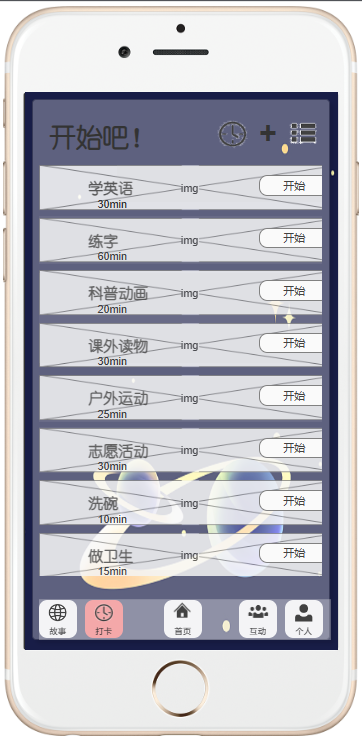 开始吧！
学英语
30min
img
开始
练字
60min
img
开始
科普动画
20min
img
开始
课外读物
30min
img
开始
户外运动
25min
img
开始
志愿活动
30min
img
开始
洗碗
10min
img
开始
做卫生
15min
img
开始
故事
打卡
首页
互动
个人